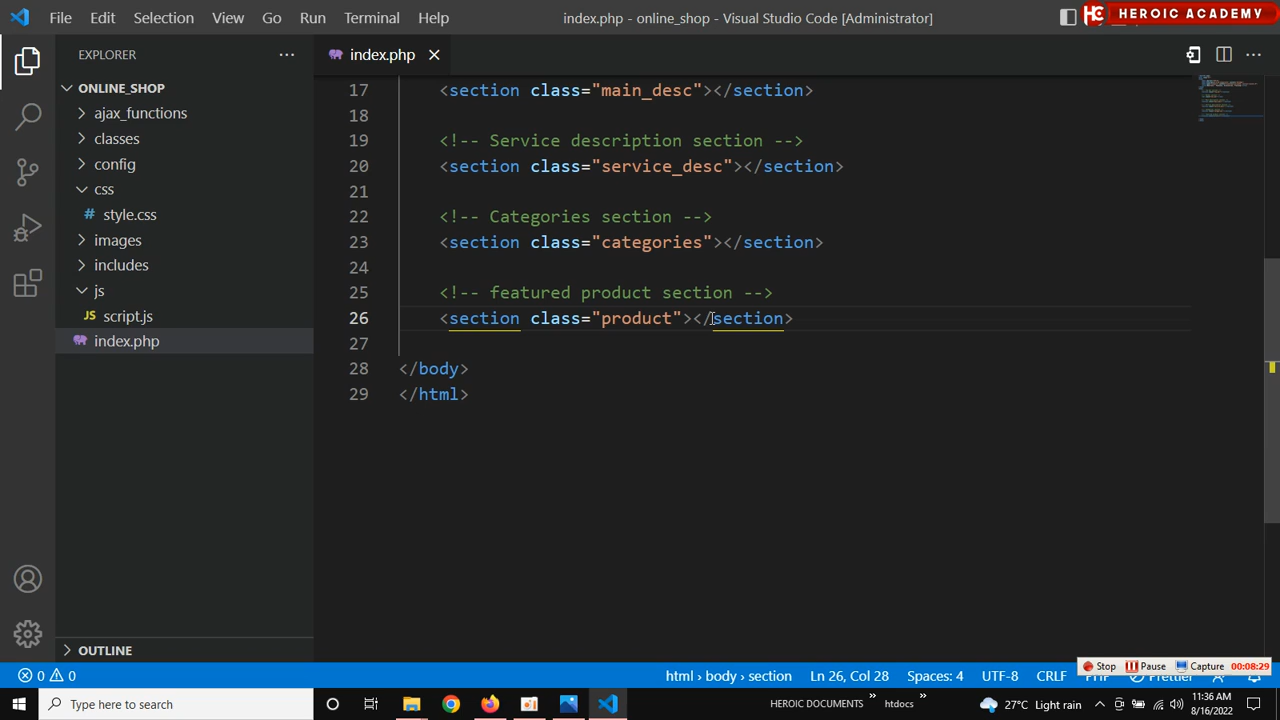 File Edit Selection View Go Run Terminal Help
index.php - online_shop - Visual Studio Code [Administrator]
HC HEROIC ACADEMY
EXPLORER
index.php
ONLINE_SHOP
ajax_functions
classes
config
css
# style.css
images
includes
js
JS script.js
index.php
OUTLINE
17 <section class="main_desc"></section>
18
19 <!-- Service description section -->
20 <section class="service_desc"></section>
21
22 <!-- Categories section -->
23 <section class="categories"></section>
24
25 <!-- featured product section -->
26 <section class="product"></section>
27
28 </body>
29 </html>
Stop Pause Capture 00:08:29
0 0 html › body › section Ln 26, Col 28 Spaces: 4 UTF-8 CRLF PHP Prettier
Type here to search
HEROIC DOCUMENTS » htdocs »
27°C Light rain
11:36 AM
8/16/2022